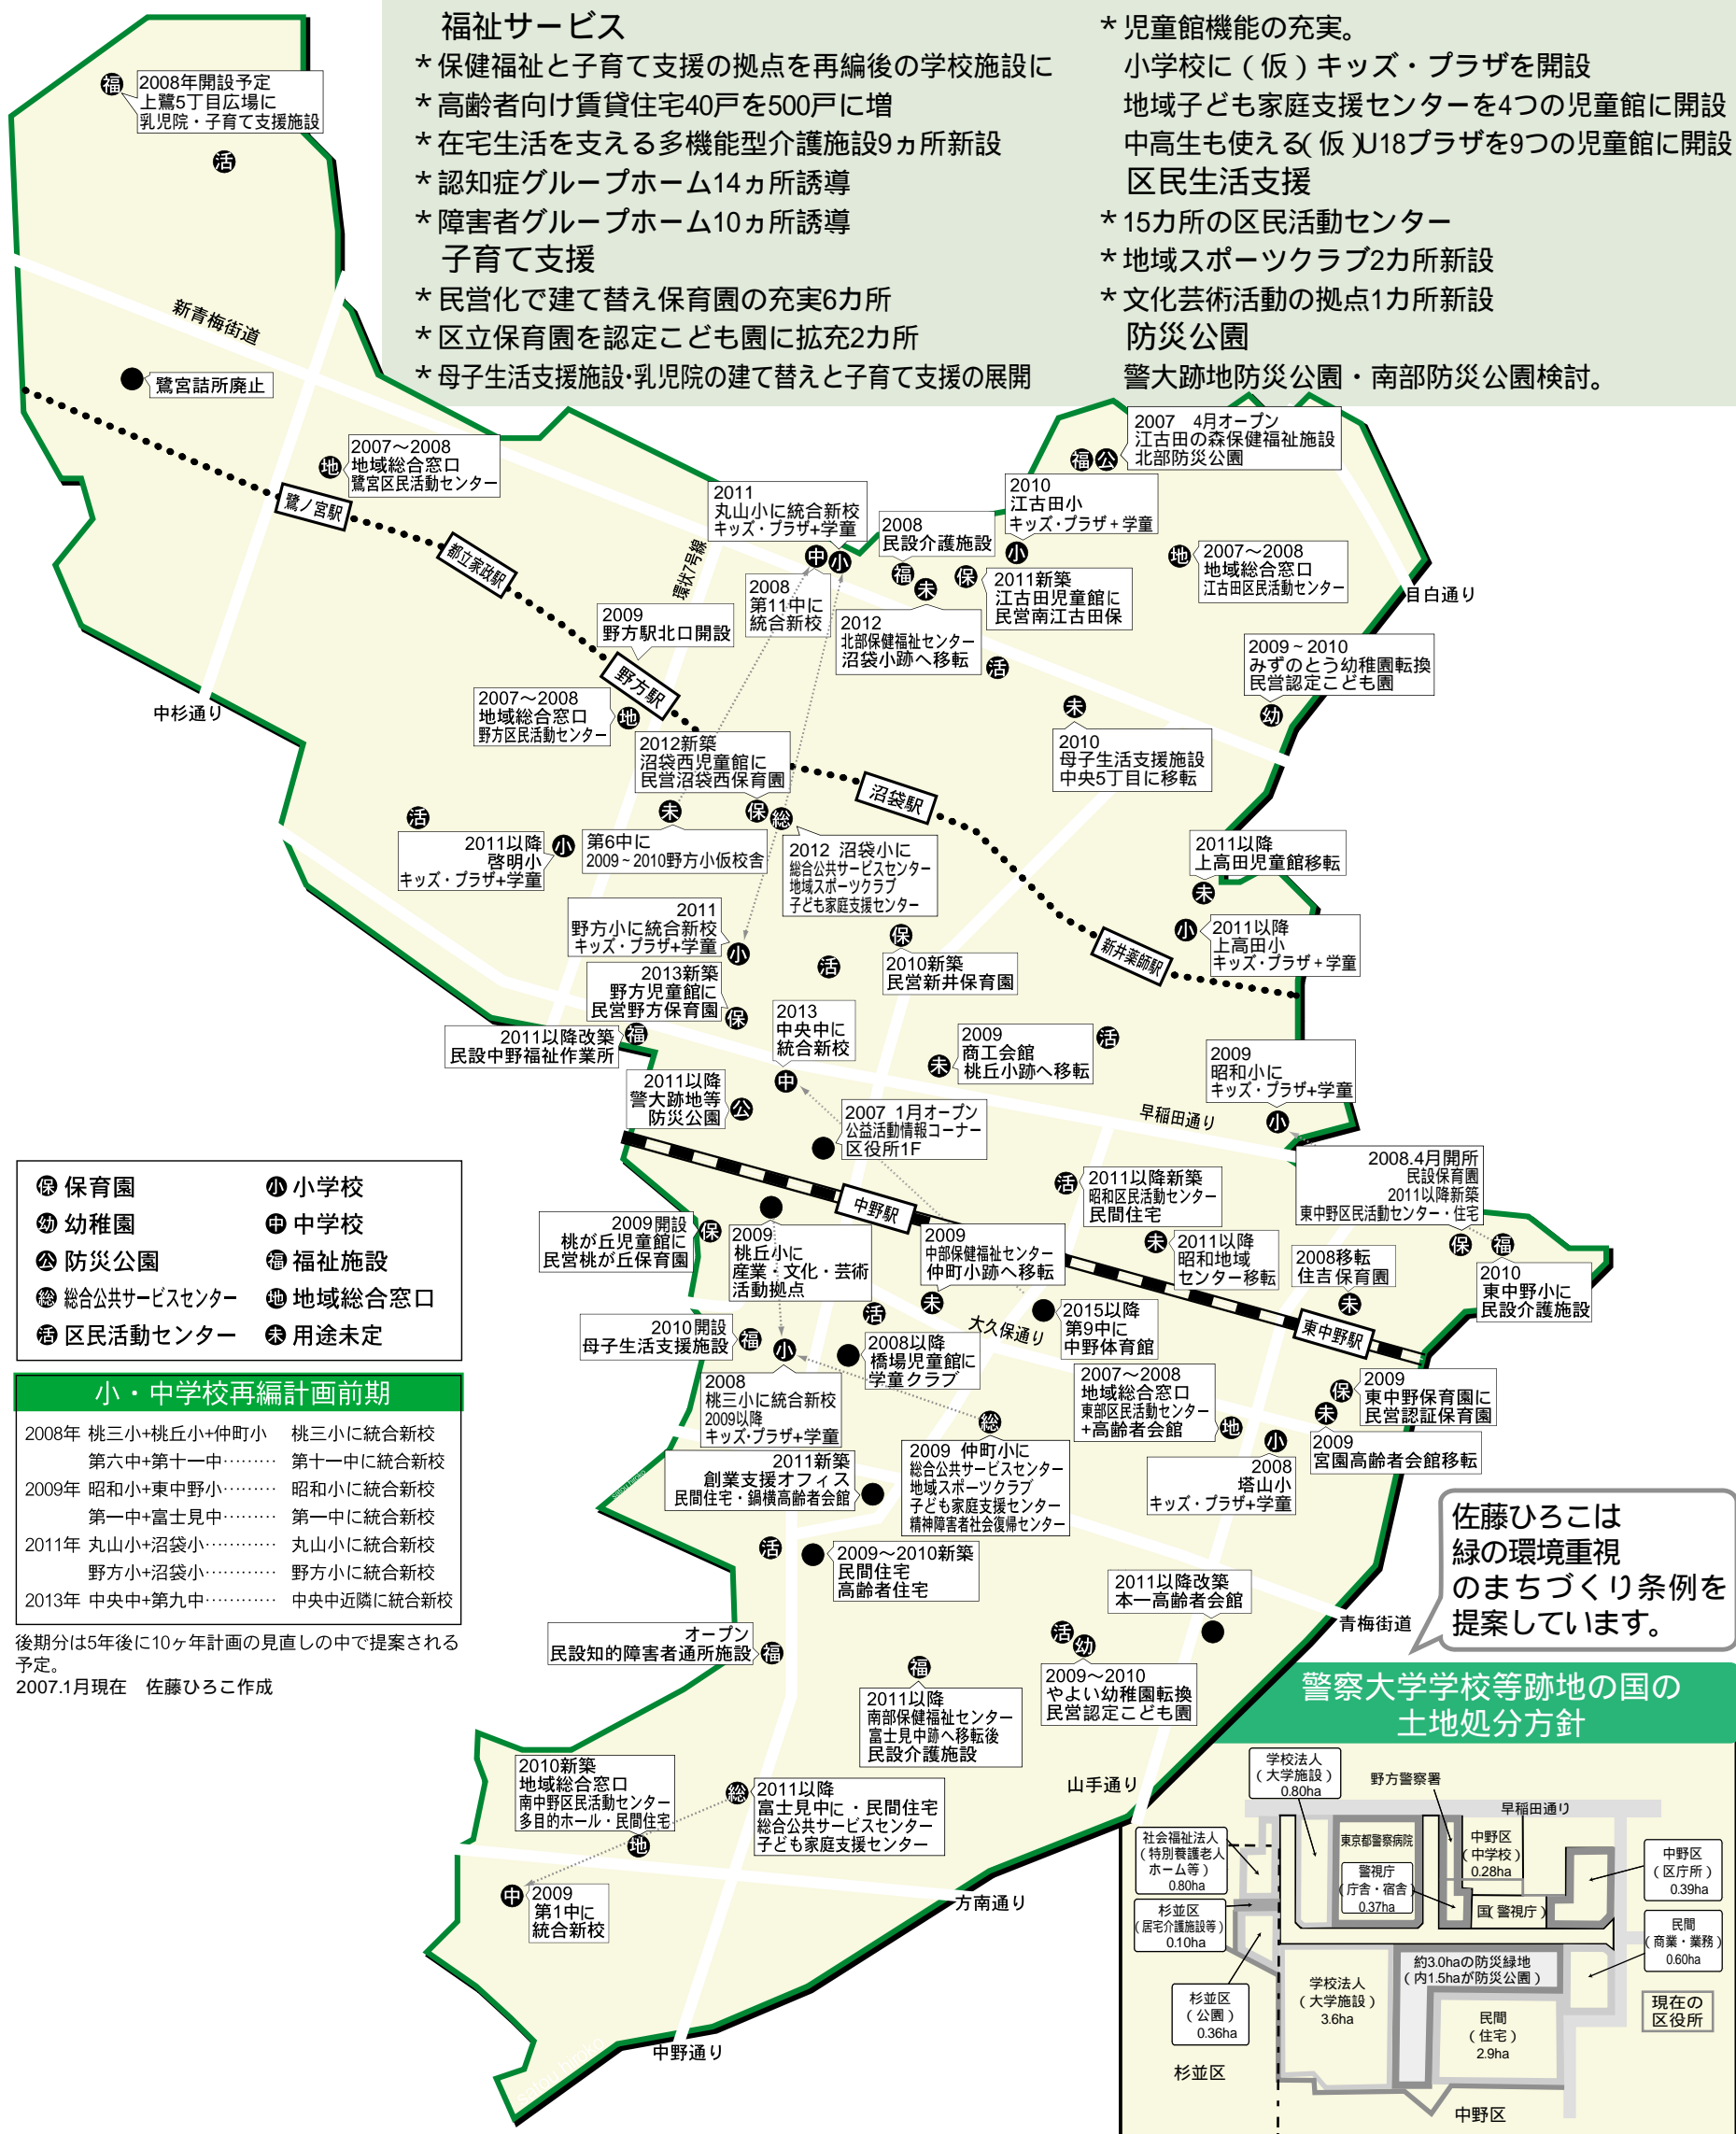 福祉サービス
＊保健福祉と子育て支援の拠点を再編後の学校施設に
＊高齢者向け賃貸住宅40戸を500戸に増
＊在宅生活を支える多機能型介護施設9ヵ所新設
＊認知症グループホーム14ヵ所誘導
＊障害者グループホーム10ヵ所誘導
子育て支援
＊民営化で建て替え保育園の充実6カ所
＊区立保育園を認定こども園に拡充2カ所
＊母子生活支援施設・乳児院の建て替えと子育て支援の展開
＊児童館機能の充実。
小学校に（仮）キッズ・プラザを開設
地域子ども家庭支援センターを4つの児童館に開設
中高生も使える（仮）U18プラザを9つの児童館に開設
区民生活支援
＊15カ所の区民活動センター
＊地域スポーツクラブ2カ所新設
＊文化芸術活動の拠点1カ所新設
防災公園
警大跡地防災公園・南部防災公園検討。
福
2008年開設予定
上鷺5丁目広場に
乳児院・子育て支援施設
活
新青梅街道
鷺宮詰所廃止
地
2007～2008
地域総合窓口
鷺宮区民活動センター
鷺ノ宮駅
都立家政駅
環状7号線
2011
丸山小に統合新校
キッズ・プラザ+学童
中
小
2008
第11中に
統合新校
2008
民設介護施設
福
未
保
2012
北部保健福祉センター
沼袋小跡へ移転
2011新築
江古田児童館に
民営南江古田保
2010
江古田小
キッズ・プラザ＋学童
小
福
公
2007　4月オープン
江古田の森保健福祉施設
北部防災公園
地
2007～2008
地域総合窓口
江古田区民活動センター
目白通り
2009～2010
みずのとう幼稚園転換
民営認定こども園
幼
活
未
2010
母子生活支援施設
中央5丁目に移転
2009
野方駅北口開設
野方駅
2007～2008
地域総合窓口
野方区民活動センター
地
中杉通り
2012新築
沼袋西児童館に
民営沼袋西保育園
未
保
総
沼袋駅
活
2011以降
啓明小
キッズ・プラザ+学童
小
第6中に
2009～2010野方小仮校舎
2012 沼袋小に
総合公共サービスセンター
地域スポーツクラブ
子ども家庭支援センター
2011以降
上高田児童館移転
未
小
2011以降
上高田小
キッズ・プラザ＋学童
新井薬師駅
2011
野方小に統合新校
キッズ・プラザ+学童
小
保
2010新築
民営新井保育園
活
2013新築
野方児童館に
民営野方保育園
保
2011以降改築
民設中野福祉作業所
福
2013
中央中に
統合新校
中
2009
商工会館
桃丘小跡へ移転
未
活
2009
昭和小に
キッズ・プラザ+学童
小
2011以降
警大跡地等
防災公園
公
2007 1月オープン
公益活動情報コーナー
区役所1F
早稲田通り
2008.4月開所
民設保育園
2011以降新築
東中野区民活動センター・住宅
保
福
2010
東中野小に
民設介護施設
活
2011以降新築
昭和区民活動センター
民間住宅
未
2011以降
昭和地域
センター移転
2008移転
住吉保育園
未
中野駅
2009開設
桃が丘児童館に
民営桃が丘保育園
保
2009
桃丘小に
産業・文化・芸術
活動拠点
2009
中部保健福祉センター
仲町小跡へ移転
未
活
大久保通り
2015以降
第9中に
中野体育館
東中野駅
2010開設
母子生活支援施設
福
小
2008以降
橋場児童館に
学童クラブ
2008
桃三小に統合新校
2009以降
キッズ・プラザ+学童
2007～2008
地域総合窓口
東部区民活動センター
+高齢者会館
地
保
2009
東中野保育園に
民営認証保育園
未
2009
宮園高齢者会館移転
小
2008
塔山小
キッズ・プラザ+学童
総
2009 仲町小に
総合公共サービスセンター
地域スポーツクラブ
子ども家庭支援センター
精神障害者社会復帰センター
2011新築
創業支援オフィス
民間住宅・鍋横高齢者会館
活
2009～2010新築
民間住宅
高齢者住宅
2011以降改築
本一高齢者会館
青梅街道
オープン
民設知的障害者通所施設
福
活
幼
2009～2010
やよい幼稚園転換
民営認定こども園
福
2011以降
南部保健福祉センター
富士見中跡へ移転後
民設介護施設
山手通り
2010新築
地域総合窓口
南中野区民活動センター
多目的ホール・民間住宅
地
総
2011以降
富士見中に・民間住宅
総合公共サービスセンター
子ども家庭支援センター
中
2009
第1中に
統合新校
方南通り
中野通り
保 保育園
小 小学校
幼 幼稚園
中 中学校
公 防災公園
福 福祉施設
総 総合公共サービスセンター
地 地域総合窓口
活 区民活動センター
未 用途未定
小・中学校再編計画前期
2008年 桃三小+桃丘小+仲町小　桃三小に統合新校
第六中+第十一中………　第十一中に統合新校
2009年 昭和小+東中野小………　昭和小に統合新校
第一中+富士見中………　第一中に統合新校
2011年 丸山小+沼袋小…………　丸山小に統合新校
野方小+沼袋小…………　野方小に統合新校
2013年 中央中+第九中…………　中央中近隣に統合新校
後期分は5年後に10ヶ年計画の見直しの中で提案される
予定。
2007.1月現在　佐藤ひろこ作成
佐藤ひろこは
緑の環境重視
のまちづくり条例を
提案しています。
警察大学学校等跡地の国の
土地処分方針
学校法人
（大学施設）
0.80ha
野方警察署
早稲田通り
社会福祉法人
（特別養護老人
ホーム等）
0.80ha
東京都警察病院
警視庁
（庁舎・宿舎）
0.37ha
中野区
（中学校）
0.28ha
国（警視庁）
中野区
（区庁所）
0.39ha
杉並区
（居宅介護施設等）
0.10ha
民間
（商業・業務）
0.60ha
約3.0haの防災緑地
（内1.5haが防災公園）
学校法人
（大学施設）
3.6ha
杉並区
（公園）
0.36ha
民間
（住宅）
2.9ha
現在の
区役所
杉並区
中野区